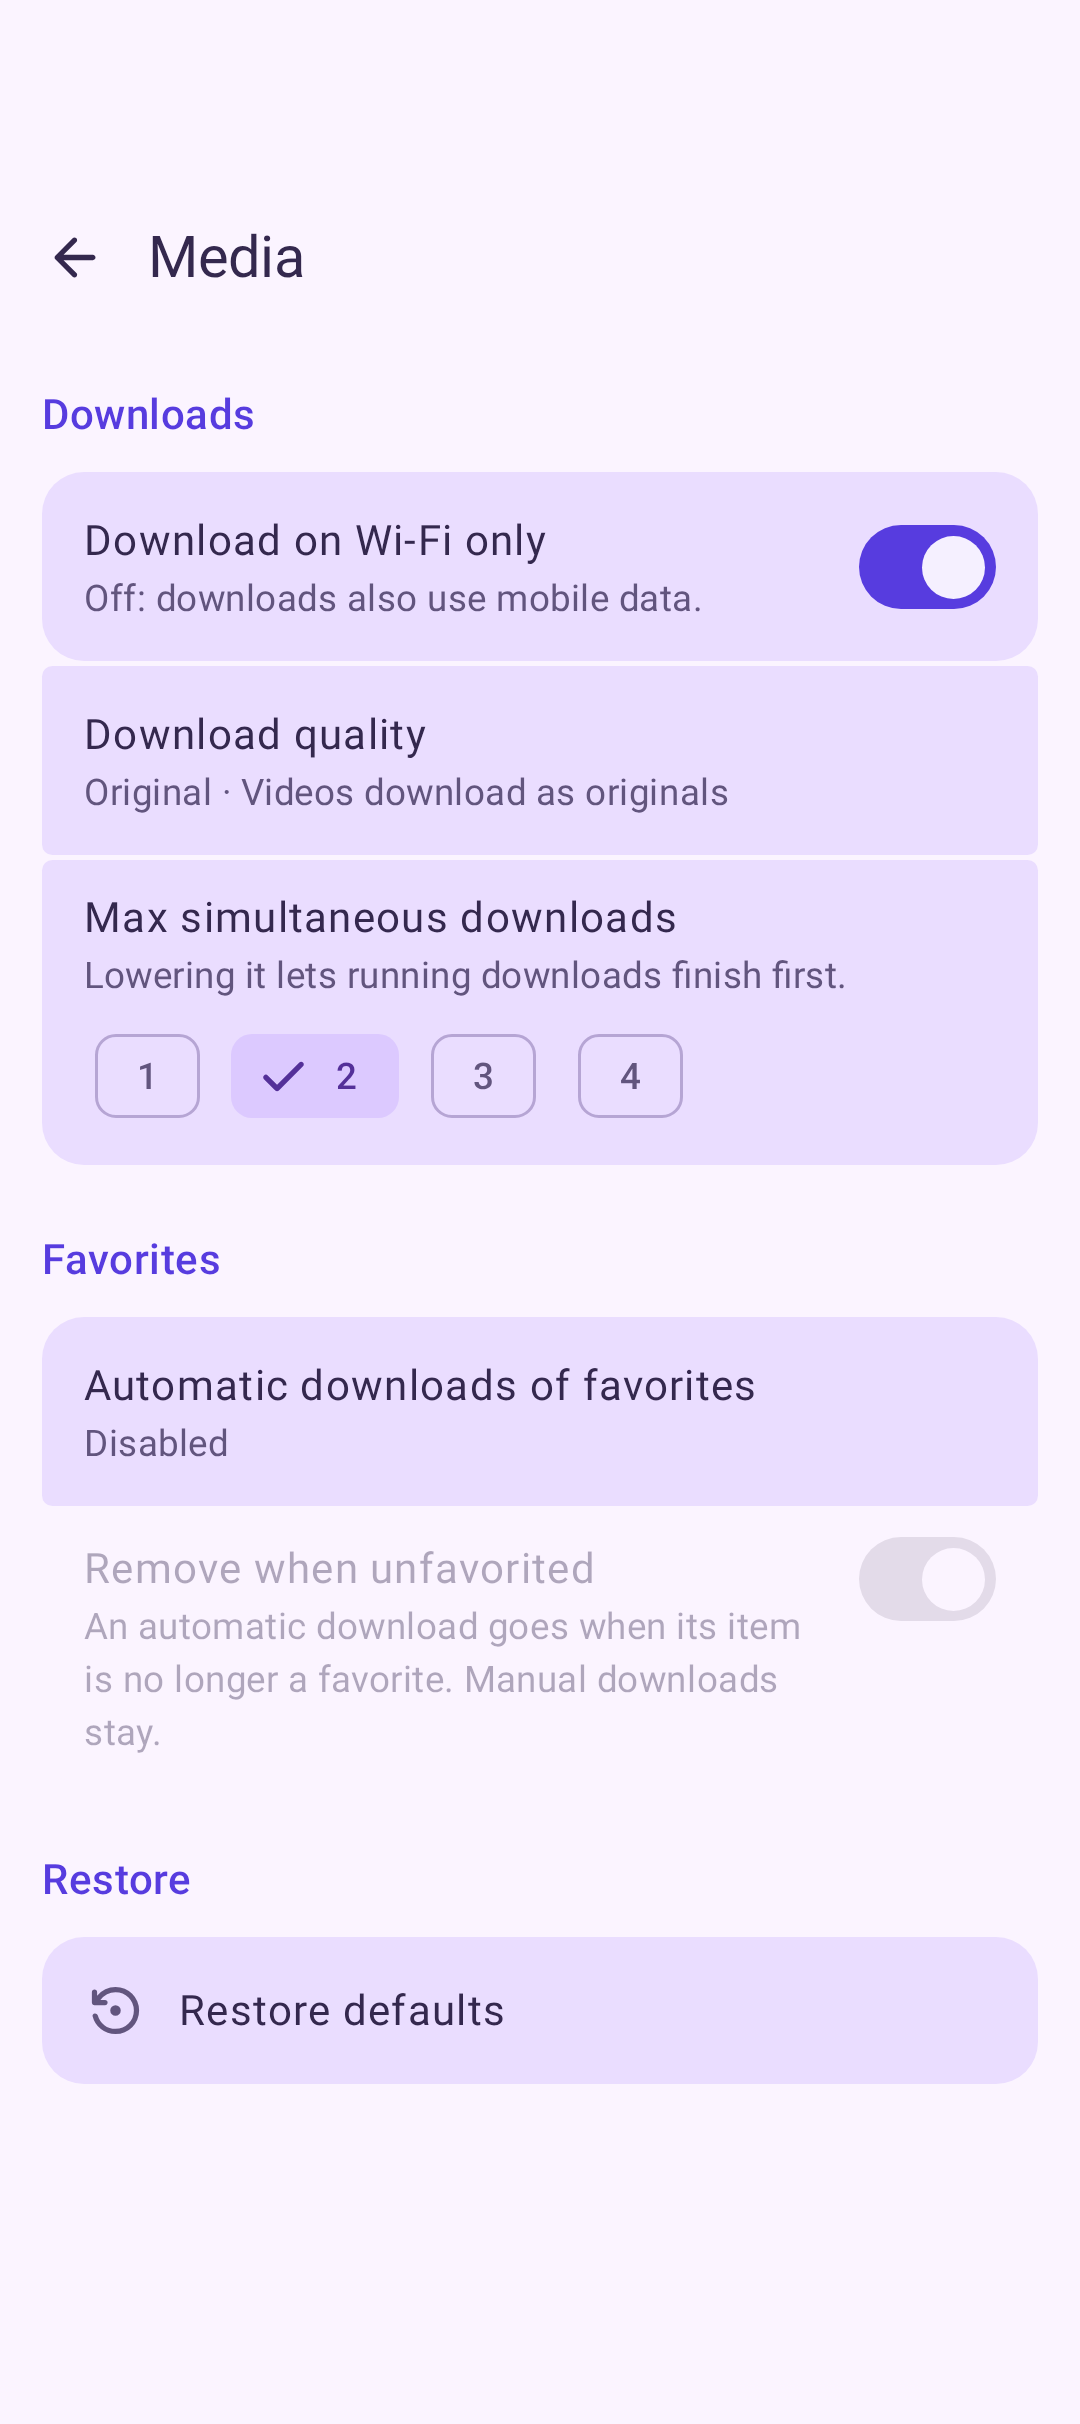 Media
Downloads
Download on Wi-Fi only
Off: downloads also use mobile data.
Download quality
Original · Videos download as originals
Max simultaneous downloads
Lowering it lets running downloads finish first.
1 2 3 4
Favorites
Automatic downloads of favorites
Disabled
Remove when unfavorited
An automatic download goes when its item
is no longer a favorite. Manual downloads
stay.
Restore
Restore defaults